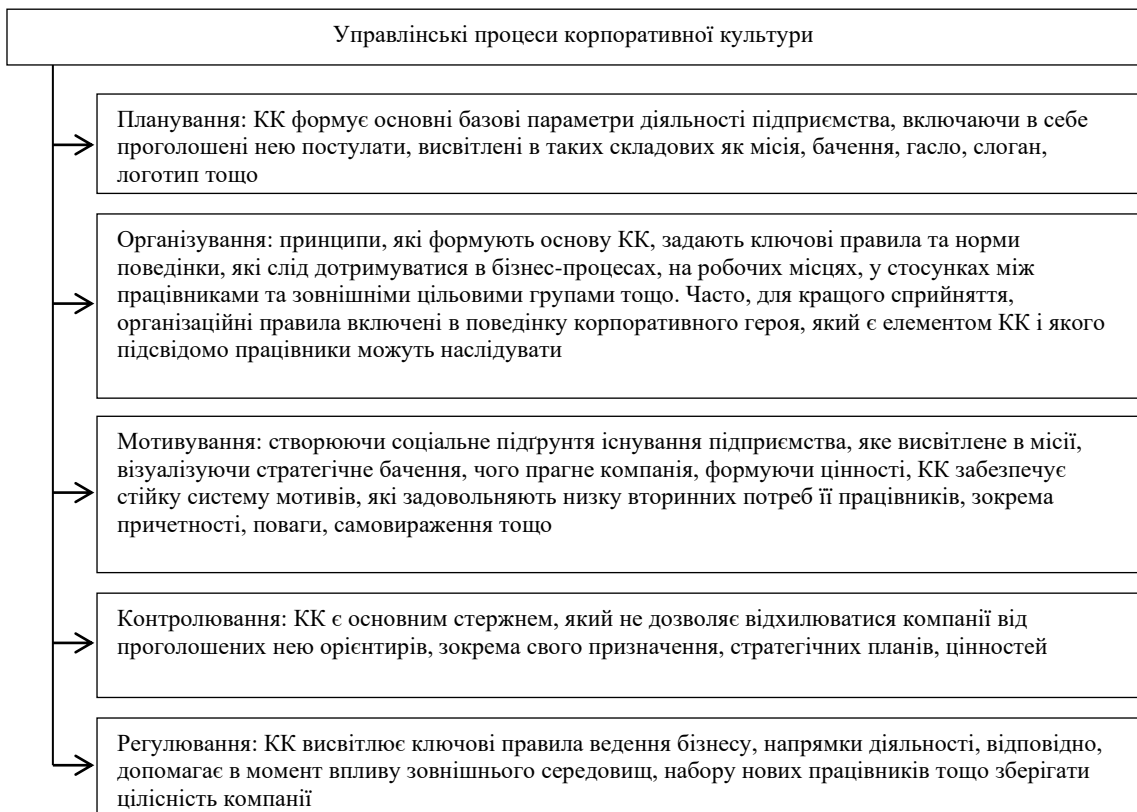 Управлінські процеси корпоративної культури
Планування: КК формує основні базові параметри діяльності підприємства, включаючи в себе
проголошені нею постулати, висвітлені в таких складових як місія, бачення, гасло, слоган,
логотип тощо
Організування: принципи, які формують основу КК, задають ключові правила та норми
поведінки, які слід дотримуватися в бізнес-процесах, на робочих місцях, у стосунках між
працівниками та зовнішніми цільовими групами тощо. Часто, для кращого сприйняття,
організаційні правила включені в поведінку корпоративного героя, який є елементом КК і якого
підсвідомо працівники можуть наслідувати
Мотивування: створюючи соціальне підґрунтя існування підприємства, яке висвітлене в місії,
візуалізуючи стратегічне бачення, чого прагне компанія, формуючи цінності, КК забезпечує
стійку систему мотивів, які задовольняють низку вторинних потреб її працівників, зокрема
причетності, поваги, самовираження тощо
Контролювання: КК є основним стержнем, який не дозволяє відхилюватися компанії від
проголошених нею орієнтирів, зокрема свого призначення, стратегічних планів, цінностей
Регулювання: КК висвітлює ключові правила ведення бізнесу, напрямки діяльності, відповідно,
допомагає в момент впливу зовнішнього середовищ, набору нових працівників тощо зберігати
цілісність компанії